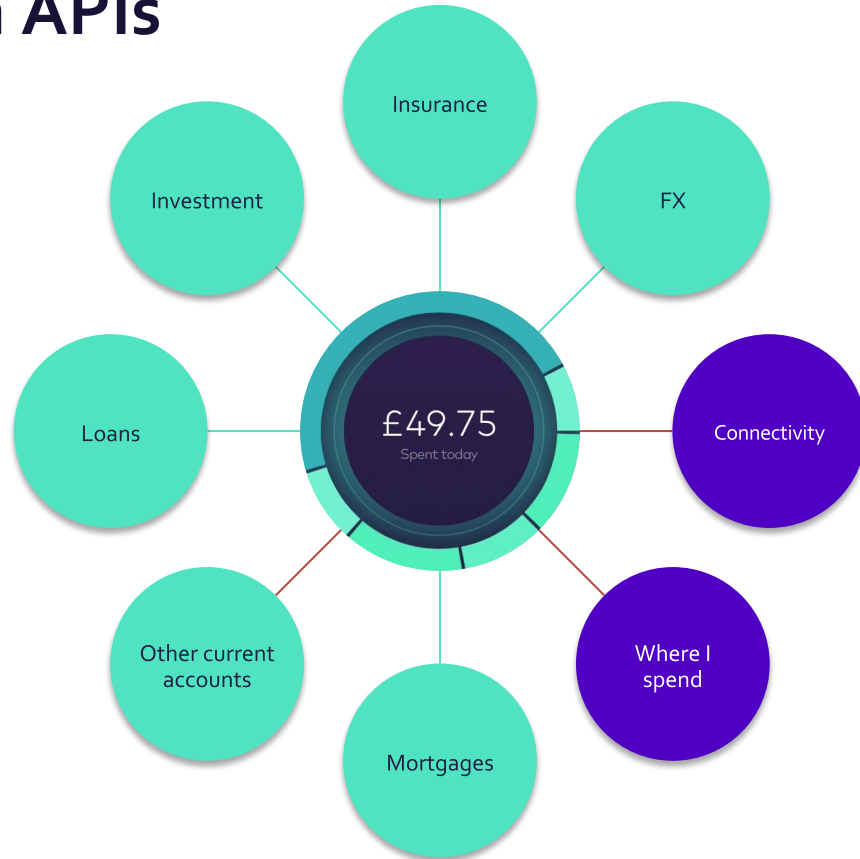 APIs
Insurance
Investment
FX
£49.75
Spent today
Loans
Connectivity
Other current
accounts
Where I
spend
Mortgages